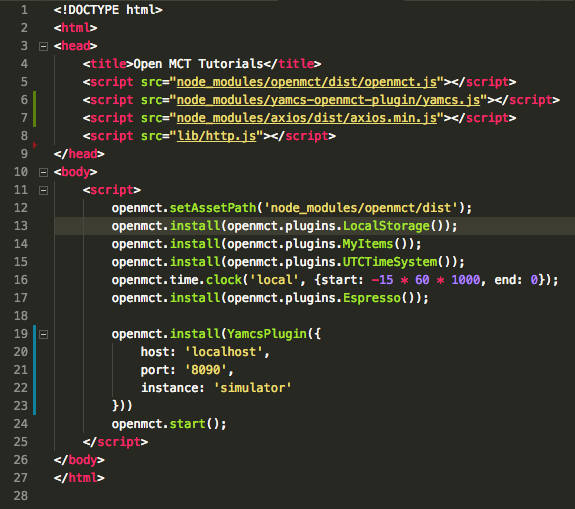 1 <!DOCTYPE html>
2 <html>
3 <head>
4     <title>Open MCT Tutorials</title>
5     <script src="node_modules/openmct/dist/openmct.js"></script>
6     <script src="node_modules/yamcs-openmct-plugin/yamcs.js"></script>
7     <script src="node_modules/axios/dist/axios.min.js"></script>
8     <script src="lib/http.js"></script>
9 </head>
10 <body>
11     <script>
12         openmct.setAssetPath('node_modules/openmct/dist');
13         openmct.install(openmct.plugins.LocalStorage());
14         openmct.install(openmct.plugins.MyItems());
15         openmct.install(openmct.plugins.UTCTimeSystem());
16         openmct.time.clock('local', {start: -15 * 60 * 1000, end: 0});
17         openmct.install(openmct.plugins.Espresso());
18
19         openmct.install(YamcsPlugin({
20             host: 'localhost',
21             port: '8090',
22             instance: 'simulator'
23         }))
24         openmct.start();
25     </script>
26 </body>
27 </html>
28